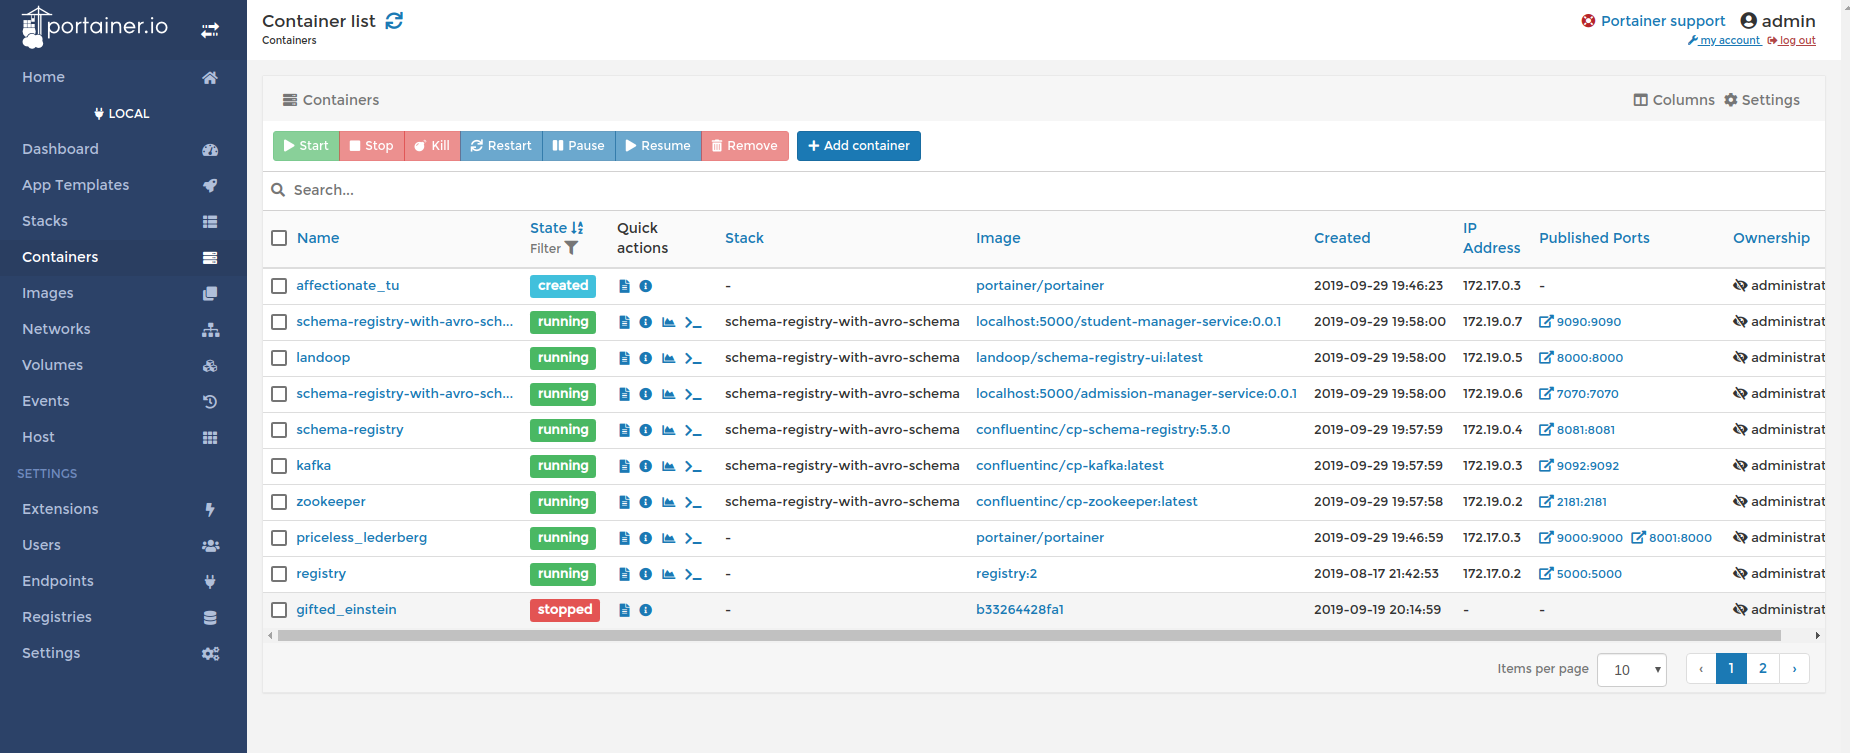 portainer.io
Home
LOCAL
Dashboard
App Templates
Stacks
Containers
Images
Networks
Volumes
Events
Host
SETTINGS
Extensions
Users
Endpoints
Registries
Settings
Container list
Containers
Portainer support admin
my account log out
Containers
Columns Settings
Start Stop Kill Restart Pause Resume Remove Add container
Search...
Name State Filter Quick actions Stack Image Created IP Address Published Ports Ownership
affectionate_tu created - portainer/portainer 2019-09-29 19:46:23 172.17.0.3 - administrat
schema-registry-with-avro-sch... running schema-registry-with-avro-schema localhost:5000/student-manager-service:0.0.1 2019-09-29 19:58:00 172.19.0.7 9090:9090 administrat
landoop running schema-registry-with-avro-schema landoop/schema-registry-ui:latest 2019-09-29 19:58:00 172.19.0.5 8000:8000 administrat
schema-registry-with-avro-sch... running schema-registry-with-avro-schema localhost:5000/admission-manager-service:0.0.1 2019-09-29 19:58:00 172.19.0.6 7070:7070 administrat
schema-registry running schema-registry-with-avro-schema confluentinc/cp-schema-registry:5.3.0 2019-09-29 19:57:59 172.19.0.4 8081:8081 administrat
kafka running schema-registry-with-avro-schema confluentinc/cp-kafka:latest 2019-09-29 19:57:59 172.19.0.3 9092:9092 administrat
zookeeper running schema-registry-with-avro-schema confluentinc/cp-zookeeper:latest 2019-09-29 19:57:58 172.19.0.2 2181:2181 administrat
priceless_lederberg running - portainer/portainer 2019-09-29 19:46:59 172.17.0.3 9000:9000 8001:8000 administrat
registry running - registry:2 2019-08-17 21:42:53 172.17.0.2 5000:5000 administrat
gifted_einstein stopped - b33264428fa1 2019-09-19 20:14:59 - - administrat
Items per page 10 ‹ 1 2 ›